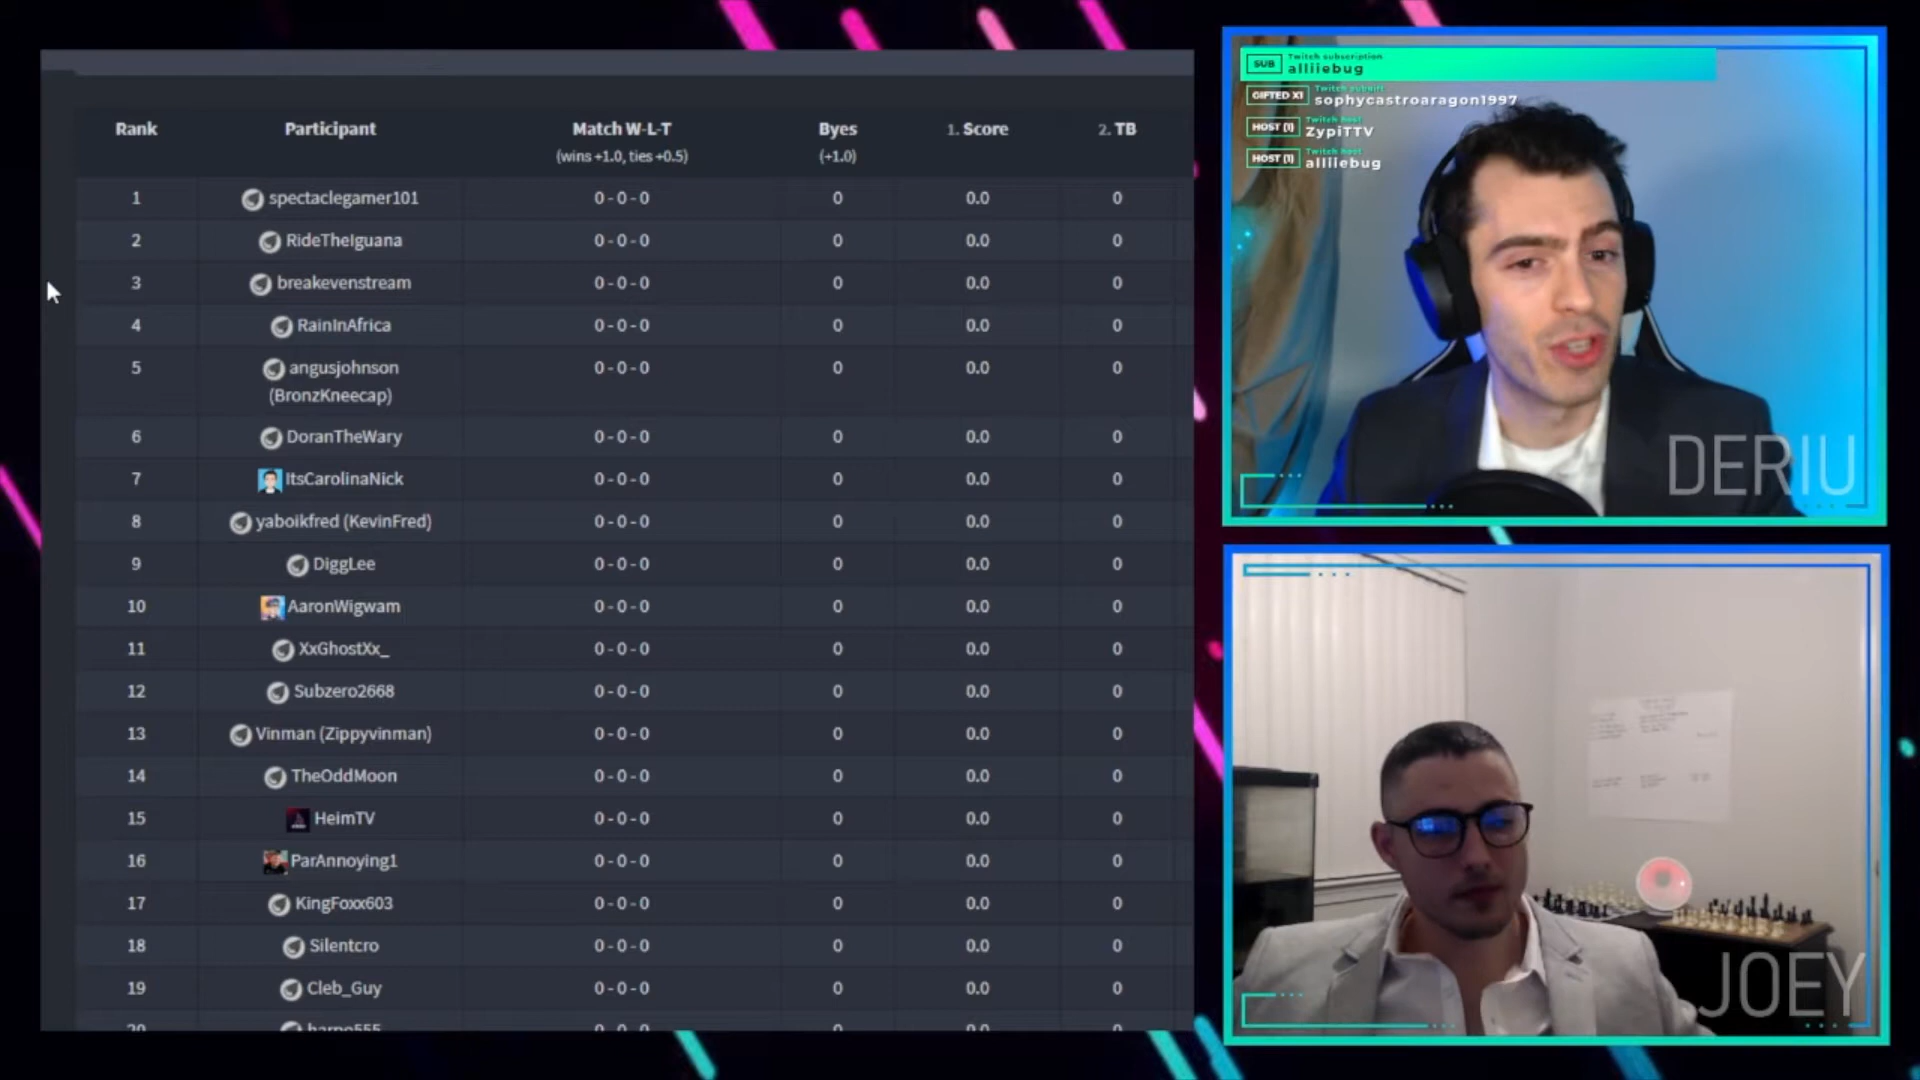 Rank Participant Match W-L-T Byes 1. Score 2. TB
(wins +1.0, ties +0.5) (+1.0)
1 spectaclegamer101 0-0-0 0 0.0 0
2 RideTheIguana 0-0-0 0 0.0 0
3 breakevenstream 0-0-0 0 0.0 0
4 RainInAfrica 0-0-0 0 0.0 0
5 angusjohnson 0-0-0 0 0.0 0
(BronzKneecap)
6 DoranTheWary 0-0-0 0 0.0 0
7 ItsCarolinaNick 0-0-0 0 0.0 0
8 yaboikfred (KevinFred) 0-0-0 0 0.0 0
9 DiggLee 0-0-0 0 0.0 0
10 AaronWigwam 0-0-0 0 0.0 0
11 XxGhostXx_ 0-0-0 0 0.0 0
12 Subzero2668 0-0-0 0 0.0 0
13 Vinman (Zippyvinman) 0-0-0 0 0.0 0
14 TheOddMoon 0-0-0 0 0.0 0
15 HeimTV 0-0-0 0 0.0 0
16 ParAnnoying1 0-0-0 0 0.0 0
17 KingFoxx603 0-0-0 0 0.0 0
18 Silentcro 0-0-0 0 0.0 0
19 Cleb_Guy 0-0-0 0 0.0 0
Twitch subscription
SUB alliiebug
Twitch subgift
GIFTED X1 sophycastroaragon1997
Twitch host
HOST [1] ZypiTTV
Twitch host
HOST [1] alliiebug
DERIU
JOEY